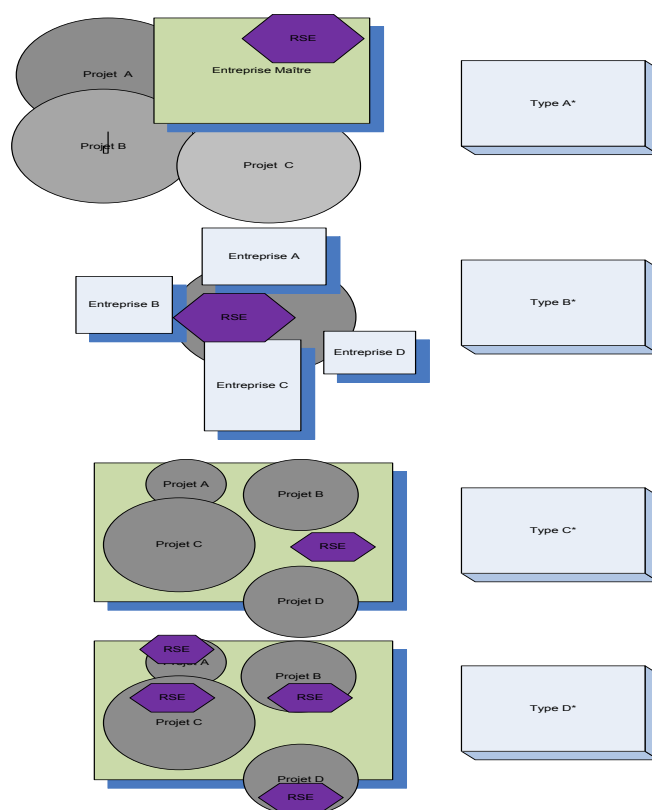 RSE
Projet A
Entreprise Maître
Type A*
Projet B
Projet C
Entreprise A
Type B*
Entreprise B
RSE
Entreprise D
Entreprise C
Projet A
Projet B
Type C*
Projet C
RSE
Projet D
RSE
Projet A
Projet B
RSE
RSE
Type D*
Projet C
Projet D
RSE